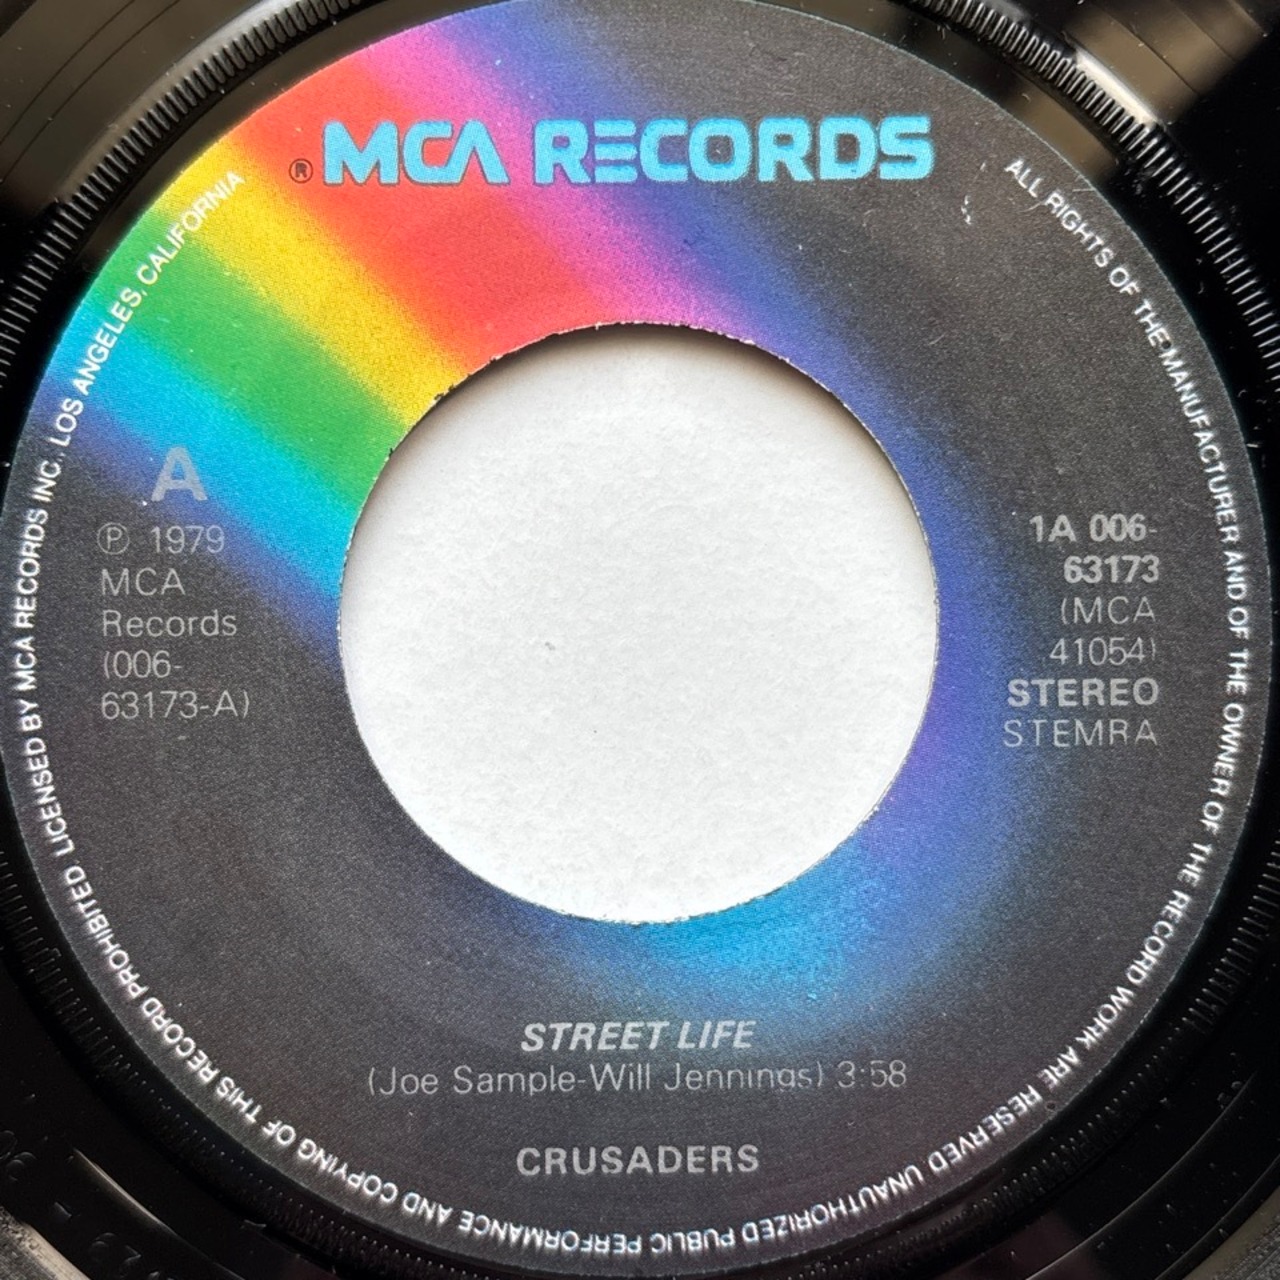 ® MCA RECORDS
A
℗ 1979
MCA
Records
(006-
63173-A)
1A 006-
63173
(MCA
41054)
STEREO
STEMRA
STREET LIFE
(Joe Sample-Will Jennings) 3:58
CRUSADERS
ALL RIGHTS OF THE MANUFACTURER AND OF THE OWNER OF THE RECORD WORK ARE RESERVED UNAUTHORIZED PUBLIC PERFORMANCE AND COPYING OF THIS RECORD PROHIBITED LICENSED BY MCA RECORDS INC. LOS ANGELES, CALIFORNIA